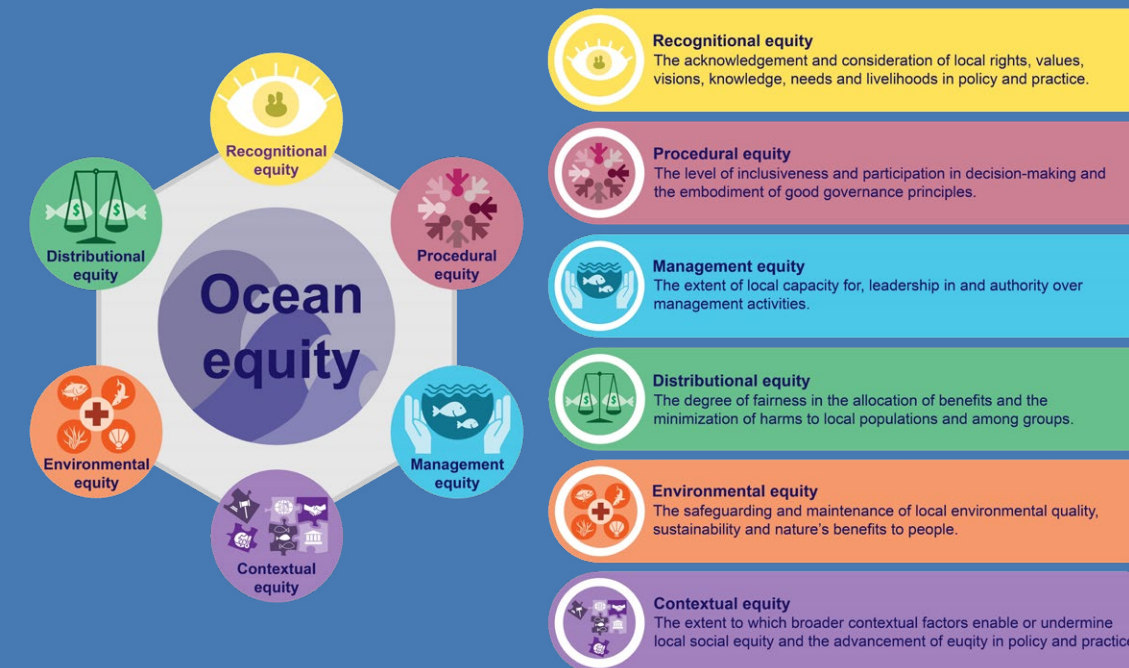 Recognitional
equity
Procedural
equity
Management
equity
Contextual
equity
Environmental
equity
Distributional
equity
Ocean
equity
Recognitional equity
The acknowledgement and consideration of local rights, values,
visions, knowledge, needs and livelihoods in policy and practice.
Procedural equity
The level of inclusiveness and participation in decision-making and
the embodiment of good governance principles.
Management equity
The extent of local capacity for, leadership in and authority over
management activities.
Distributional equity
The degree of fairness in the allocation of benefits and the
minimization of harms to local populations and among groups.
Environmental equity
The safeguarding and maintenance of local environmental quality,
sustainability and nature's benefits to people.
Contextual equity
The extent to which broader contextual factors enable or undermine
local social equity and the advancement of euqity in policy and practice
$ $
$ $